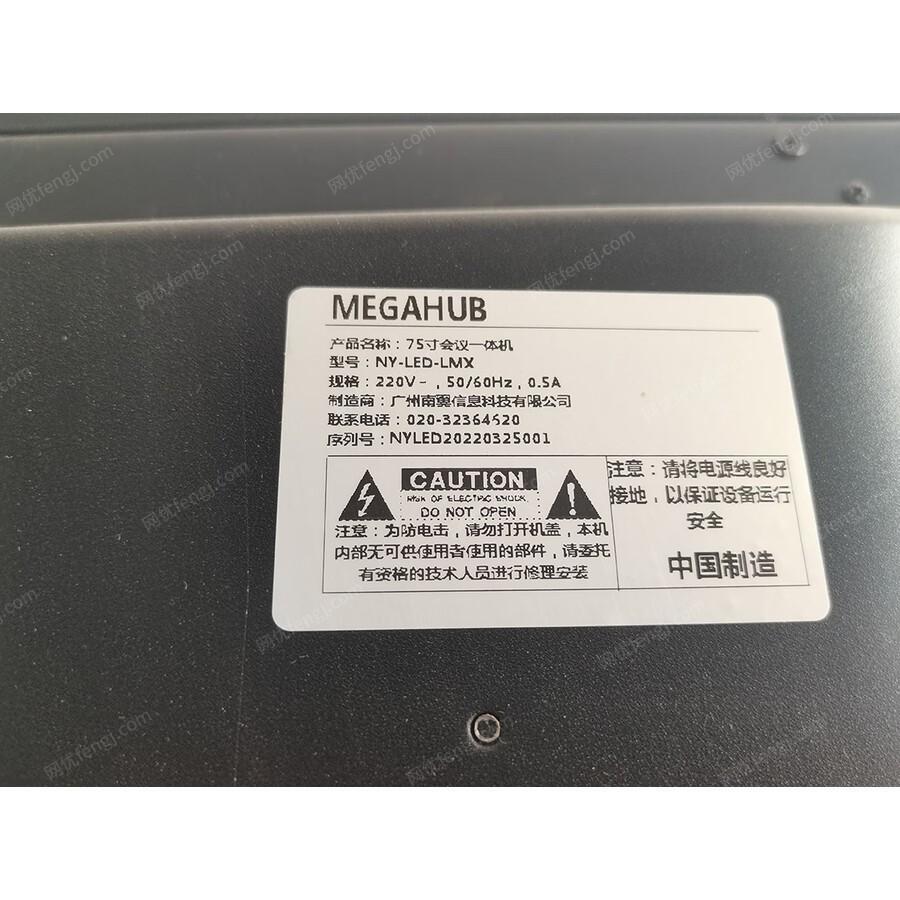 MEGAHUB
产品名称：75寸会议一体机
型号：NY-LED-LMX
规格：220V~，50/60Hz，0.5A
制造商：广州南翼信息科技有限公司
联系电话：020-32364620
序列号：NYLED20220325001
CAUTION
RISK OF ELECTRIC SHOCK,
DO NOT OPEN
注意：为防电击，请勿打开机盖，本机
内部无可供使用者使用的部件，请委托
有资格的技术人员进行修理安装
注意：请将电源线良好
接地，以保证设备运行
安全
中国制造
网优fengj.com